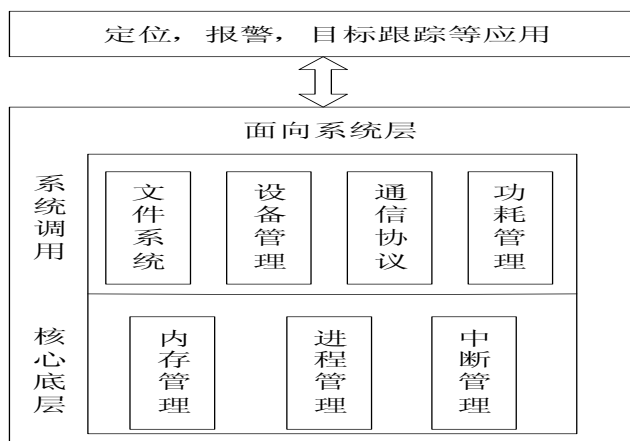 定位，报警，目标跟踪等应用
面向系统层
系统调用
文件系统
设备管理
通信协议
功耗管理
核心底层
内存管理
进程管理
中断管理